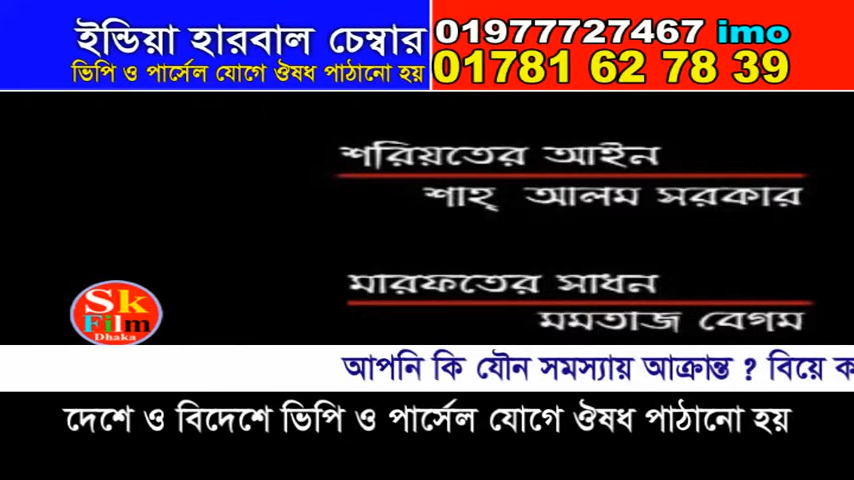 ইন্ডিয়া হারবাল চেম্বার
ভিপি ও পার্সেল যোগে ঔষধ পাঠানো হয়
01977727467 imo
01781 62 78 39
শরিয়তের আইন
শাহ্ আলম সরকার
মারফতের সাধন
মমতাজ বেগম
Sk
Film
Dhaka
আপনি কি যৌন সমস্যায় আক্রান্ত ? বিয়ে ক
দেশে ও বিদেশে ভিপি ও পার্সেল যোগে ঔষধ পাঠানো হয়